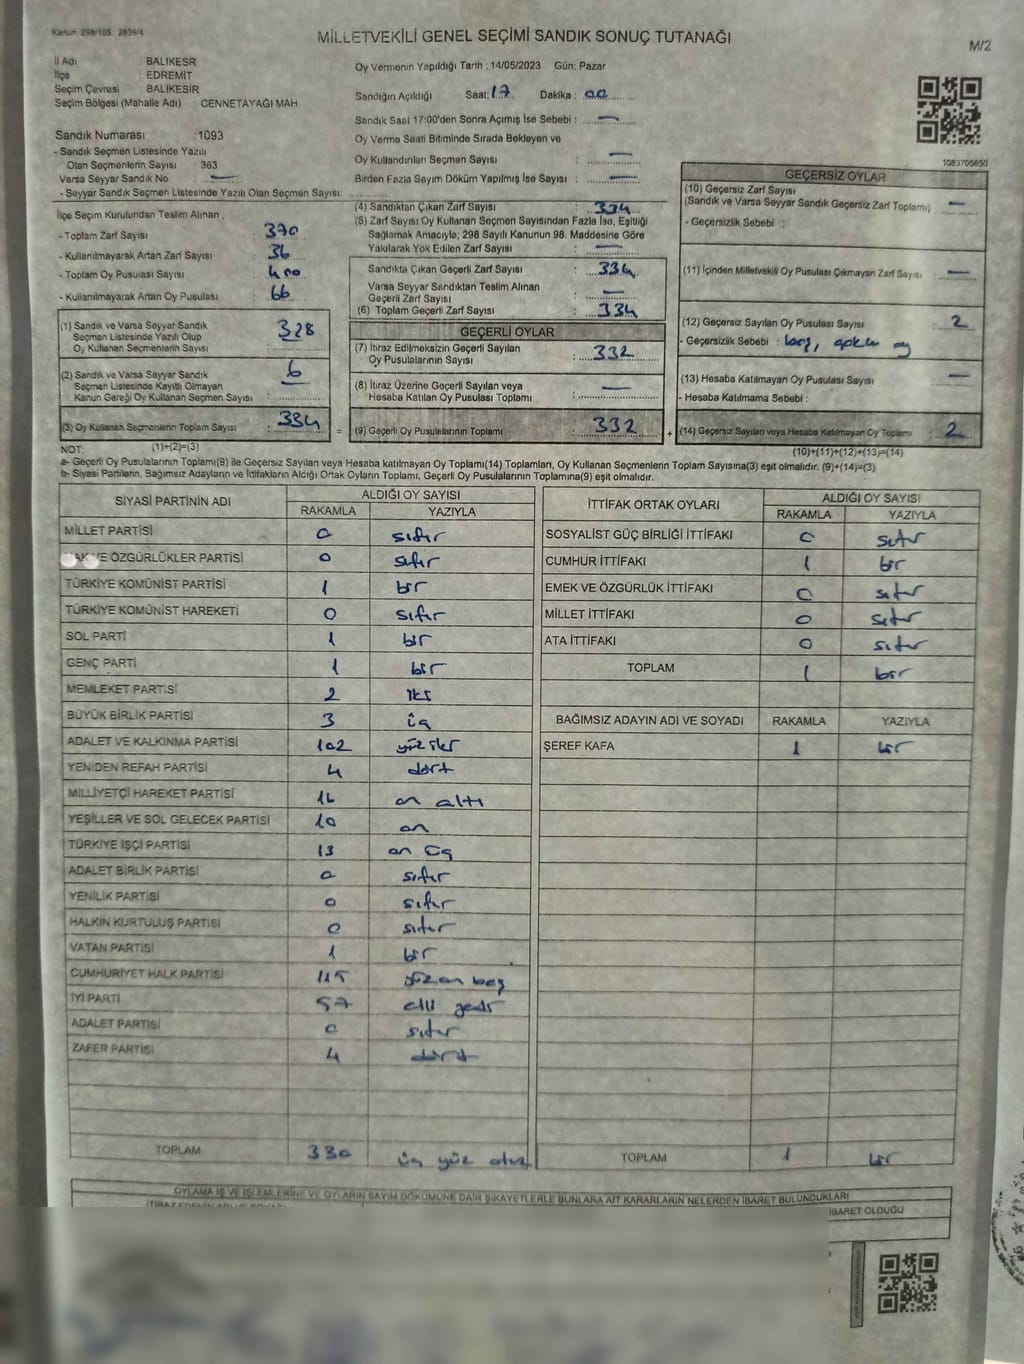 Kanun 298/105 2839/4
MİLLETVEKİLİ GENEL SEÇİMİ SANDIK SONUÇ TUTANAĞI
M/2
İl Adı : BALIKESR
İlçe : EDREMİT
Seçim Çevresi : BALIKESİR
Seçim Bölgesi (Mahalle Adı) : CENNETAYAĞI MAH.
Sandık Numarası : 1093
- Sandık Seçmen Listesinde Yazılı
Olan Seçmenlerin Sayısı : 363
Varsa Seyyar Sandık No : —
- Seyyar Sandık Seçmen Listesinde Yazılı Olan Seçmen Sayısı:
Oy Vermenin Yapıldığı Tarih : 14/05/2023 Gün: Pazar
Sandığın Açıldığı Saat: 17 Dakika : 00
Sandık Saat 17:00'den Sonra Açımış İse Sebebi : —
Oy Verme Saati Bitiminde Sırada Bekleyen ve
Oy Kullandırılan Seçmen Sayısı : —
Birden Fazla Sayım Döküm Yapılmış İse Sayısı : —
1083705650
İlçe Seçim Kurulundan Teslim Alınan ,
- Toplam Zarf Sayısı : 370
- Kullanılmayarak Artan Zarf Sayısı : 36
- Toplam Oy Pusulası Sayısı : 400
- Kullanılmayarak Artan Oy Pusulası : 66
(1) Sandık ve Varsa Seyyar Sandık
Seçmen Listesinde Yazılı Olup
Oy Kullanan Seçmenlerin Sayısı : 328
(2) Sandık ve Varsa Seyyar Sandık
Seçmen Listesinde Kayıtlı Olmayan
Kanun Gereği Oy Kullanan Seçmen Sayısı : 6
(3) Oy Kullanan Seçmenlerin Toplam Sayısı : 334
(1)+(2)=(3)
(4) Sandıktan Çıkan Zarf Sayısı : 334
(5) Zarf Sayısı Oy Kullanan Seçmen Sayısından Fazla İse, Eşitliği
Sağlamak Amacıyla; 298 Sayılı Kanunun 98. Maddesine Göre
Yakılarak Yok Edilen Zarf Sayısı : —
Sandıkta Çıkan Geçerli Zarf Sayısı : 334
Varsa Seyyar Sandıktan Teslim Alınan
Geçerli Zarf Sayısı : —
(6) Toplam Geçerli Zarf Sayısı : 334
GEÇERLİ OYLAR
(7) İtiraz Edilmeksizin Geçerli Sayılan
Oy Pusulalarının Sayısı : 332
(8) İtiraz Üzerine Geçerli Sayılan veya
Hesaba Katılan Oy Pusulası Toplamı : —
= (9) Geçerli Oy Pusulalarının Toplamı : 332
GEÇERSİZ OYLAR
(10) Geçersiz Zarf Sayısı
(Sandık ve Varsa Seyyar Sandık Geçersiz Zarf Toplamı) : —
- Geçersizlik Sebebi :
(11) İçinden Milletvekili Oy Pusulası Çıkmayan Zarf Sayısı : —
(12) Geçersiz Sayılan Oy Pusulası Sayısı : 2
- Geçersizlik Sebebi : boş, oy
(13) Hesaba Katılmayan Oy Pusulası Sayısı : —
- Hesaba Katılmama Sebebi :
+ (14) Geçersiz Sayılan veya Hesaba Katılmayan Oy Toplamı : 2
(10)+(11)+(12)+(13)=(14)
NOT:
a- Geçerli Oy Pusulalarının Toplamı(9) ile Geçersiz Sayılan veya Hesaba katılmayan Oy Toplamı(14) Toplamları, Oy Kullanan Seçmenlerin Toplam Sayısına(3) eşit olmalıdır. (9)+(14)=(3)
b- Siyasi Partilerin, Bağımsız Adayların ve İttifakların Aldığı Ortak Oyların Toplamı, Geçerli Oy Pusulalarının Toplamına(9) eşit olmalıdır.
SİYASİ PARTİNİN ADI ALDIĞI OY SAYISI
RAKAMLA YAZIYLA
MİLLET PARTİSİ 0 sıfır
VE ÖZGÜRLÜKLER PARTİSİ 0 sıfır
TÜRKİYE KOMÜNİST PARTİSİ 1 bir
TÜRKİYE KOMÜNİST HAREKETİ 0 sıfır
SOL PARTİ 1 bir
GENÇ PARTİ 1 bir
MEMLEKET PARTİSİ 2 iki
BÜYÜK BİRLİK PARTİSİ 3 üç
ADALET VE KALKINMA PARTİSİ 102 yüz iki
YENİDEN REFAH PARTİSİ 4 dört
MİLLİYETÇİ HAREKET PARTİSİ 16 on altı
YEŞİLLER VE SOL GELECEK PARTİSİ 10 on
TÜRKİYE İŞÇİ PARTİSİ 13 on üç
ADALET BİRLİK PARTİSİ 0 sıfır
YENİLİK PARTİSİ 0 sıfır
HALKIN KURTULUŞ PARTİSİ 0 sıfır
VATAN PARTİSİ 1 bir
CUMHURİYET HALK PARTİSİ 115 yüz on beş
İYİ PARTİ 57 elli yedi
ADALET PARTİSİ 0 sıfır
ZAFER PARTİSİ 4 dört
TOPLAM 330 üç yüz otuz
İTTİFAK ORTAK OYLARI ALDIĞI OY SAYISI
RAKAMLA YAZIYLA
SOSYALİST GÜÇ BİRLİĞİ İTTİFAKI 0 sıfır
CUMHUR İTTİFAKI 1 bir
EMEK VE ÖZGÜRLÜK İTTİFAKI 0 sıfır
MİLLET İTTİFAKI 0 sıfır
ATA İTTİFAKI 0 sıfır
TOPLAM 1 bir
BAĞIMSIZ ADAYIN ADI VE SOYADI RAKAMLA YAZIYLA
ŞEREF KAFA 1 bir
TOPLAM 1 bir
OYLAMA İŞ VE İŞLEMLERİNE VE OYLARIN SAYIM DÖKÜMÜNE DAİR ŞİKAYETLERLE BUNLARA AİT KARARLARIN NELERDEN İBARET BULUNDUKLARI
İBARET OLDUĞU